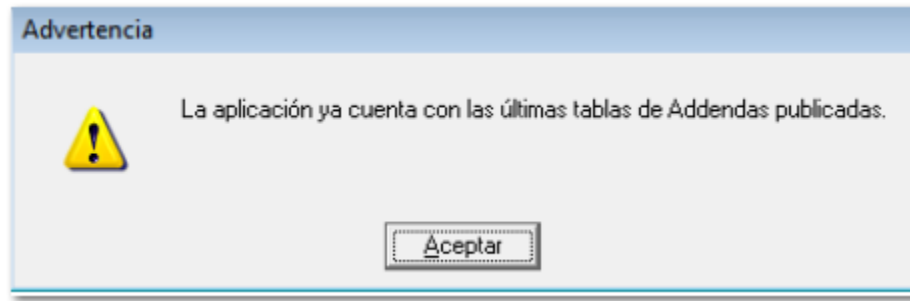 Advertencia
La aplicación ya cuenta con las últimas tablas de Addendas publicadas.
Aceptar